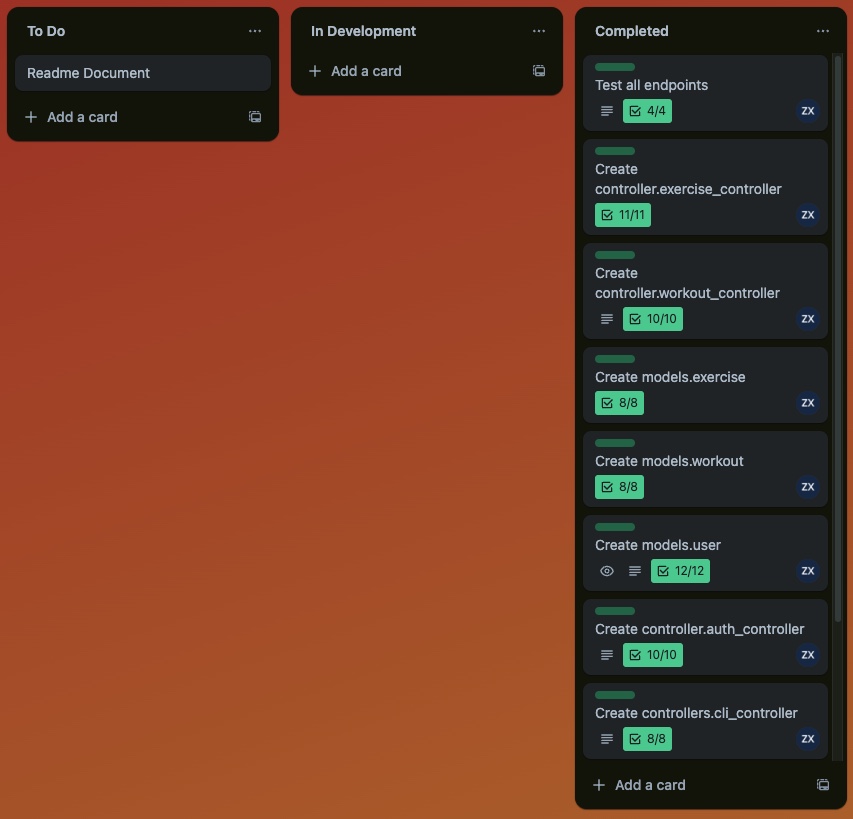 To Do
Readme Document
Add a card
In Development
Add a card
Completed
Test all endpoints
4/4
ZX
Create
controller.exercise_controller
11/11
ZX
Create
controller.workout_controller
10/10
ZX
Create models.exercise
8/8
ZX
Create models.workout
8/8
ZX
Create models.user
12/12
ZX
Create controller.auth_controller
10/10
ZX
Create controllers.cli_controller
8/8
ZX
Add a card